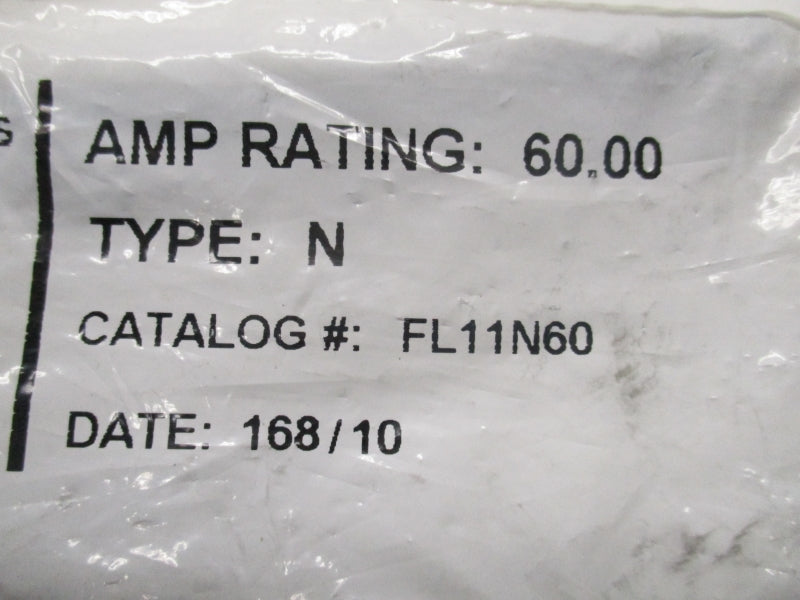 S
AMP RATING: 60.00
TYPE: N
CATALOG #: FL11N60
DATE: 168/10